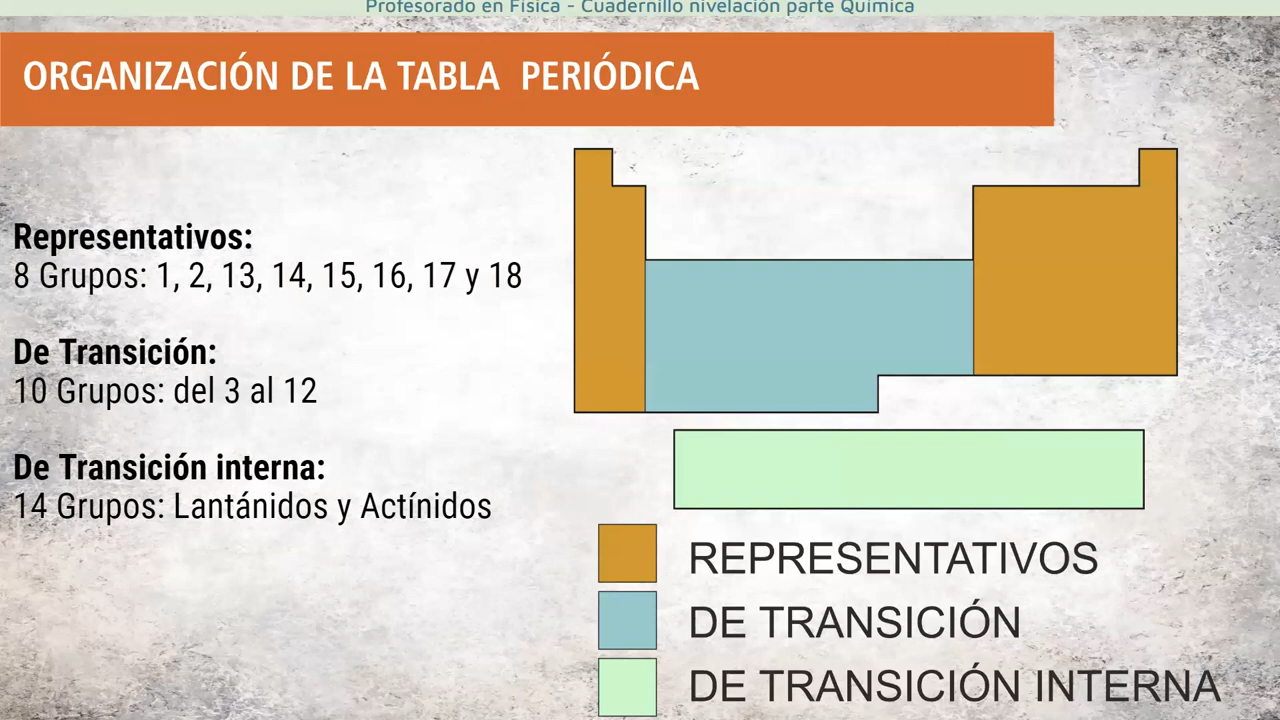 Profesorado en Física - Cuadernillo nivelación parte Química
ORGANIZACIÓN DE LA TABLA PERIÓDICA
Representativos:
8 Grupos: 1, 2, 13, 14, 15, 16, 17 y 18
De Transición:
10 Grupos: del 3 al 12
De Transición interna:
14 Grupos: Lantánidos y Actínidos
REPRESENTATIVOS
DE TRANSICIÓN
DE TRANSICIÓN INTERNA